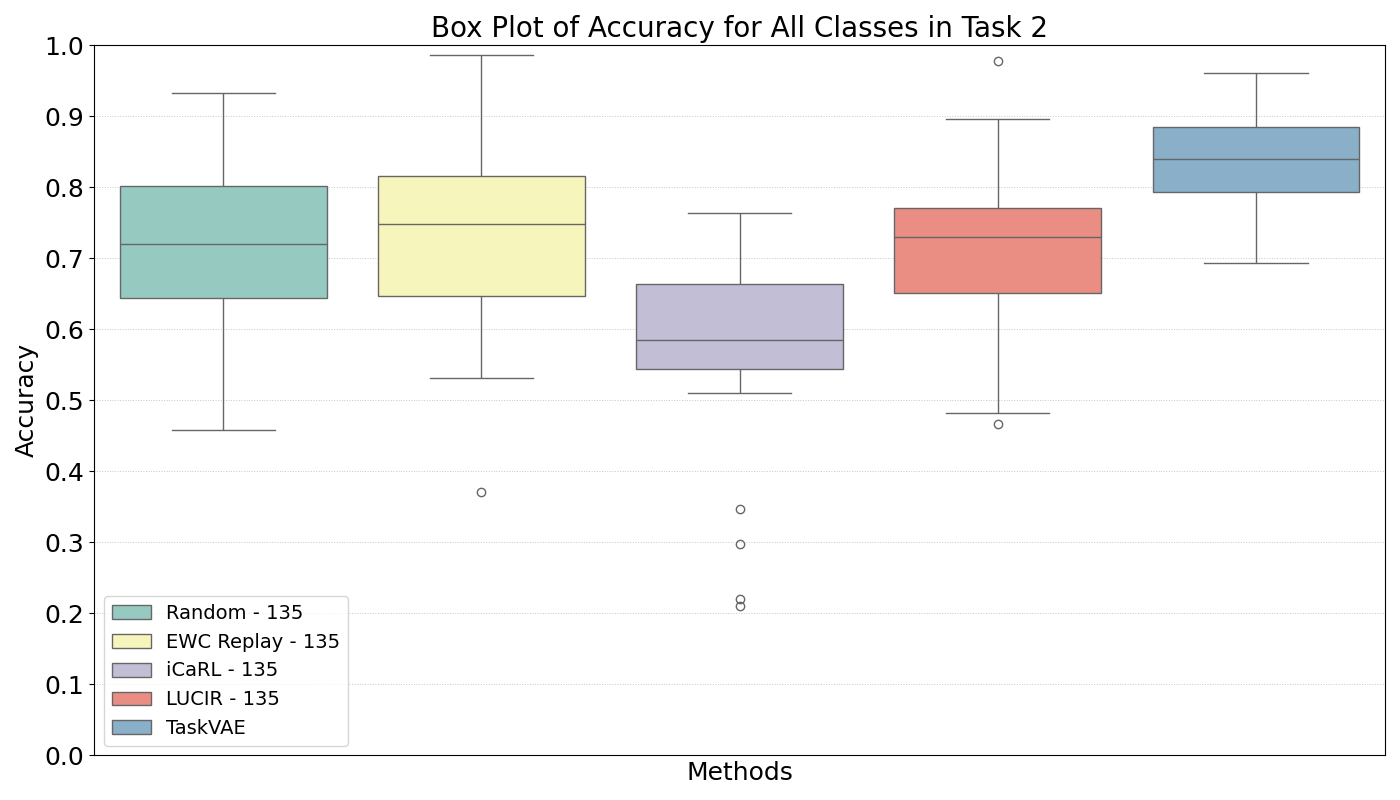 Box Plot of Accuracy for All Classes in Task 2
1.0
0.9
0.8
0.7
0.6
0.5
0.4
0.3
0.2
0.1
0.0
Accuracy
Random - 135
EWC Replay - 135
iCaRL - 135
LUCIR - 135
TaskVAE
Methods